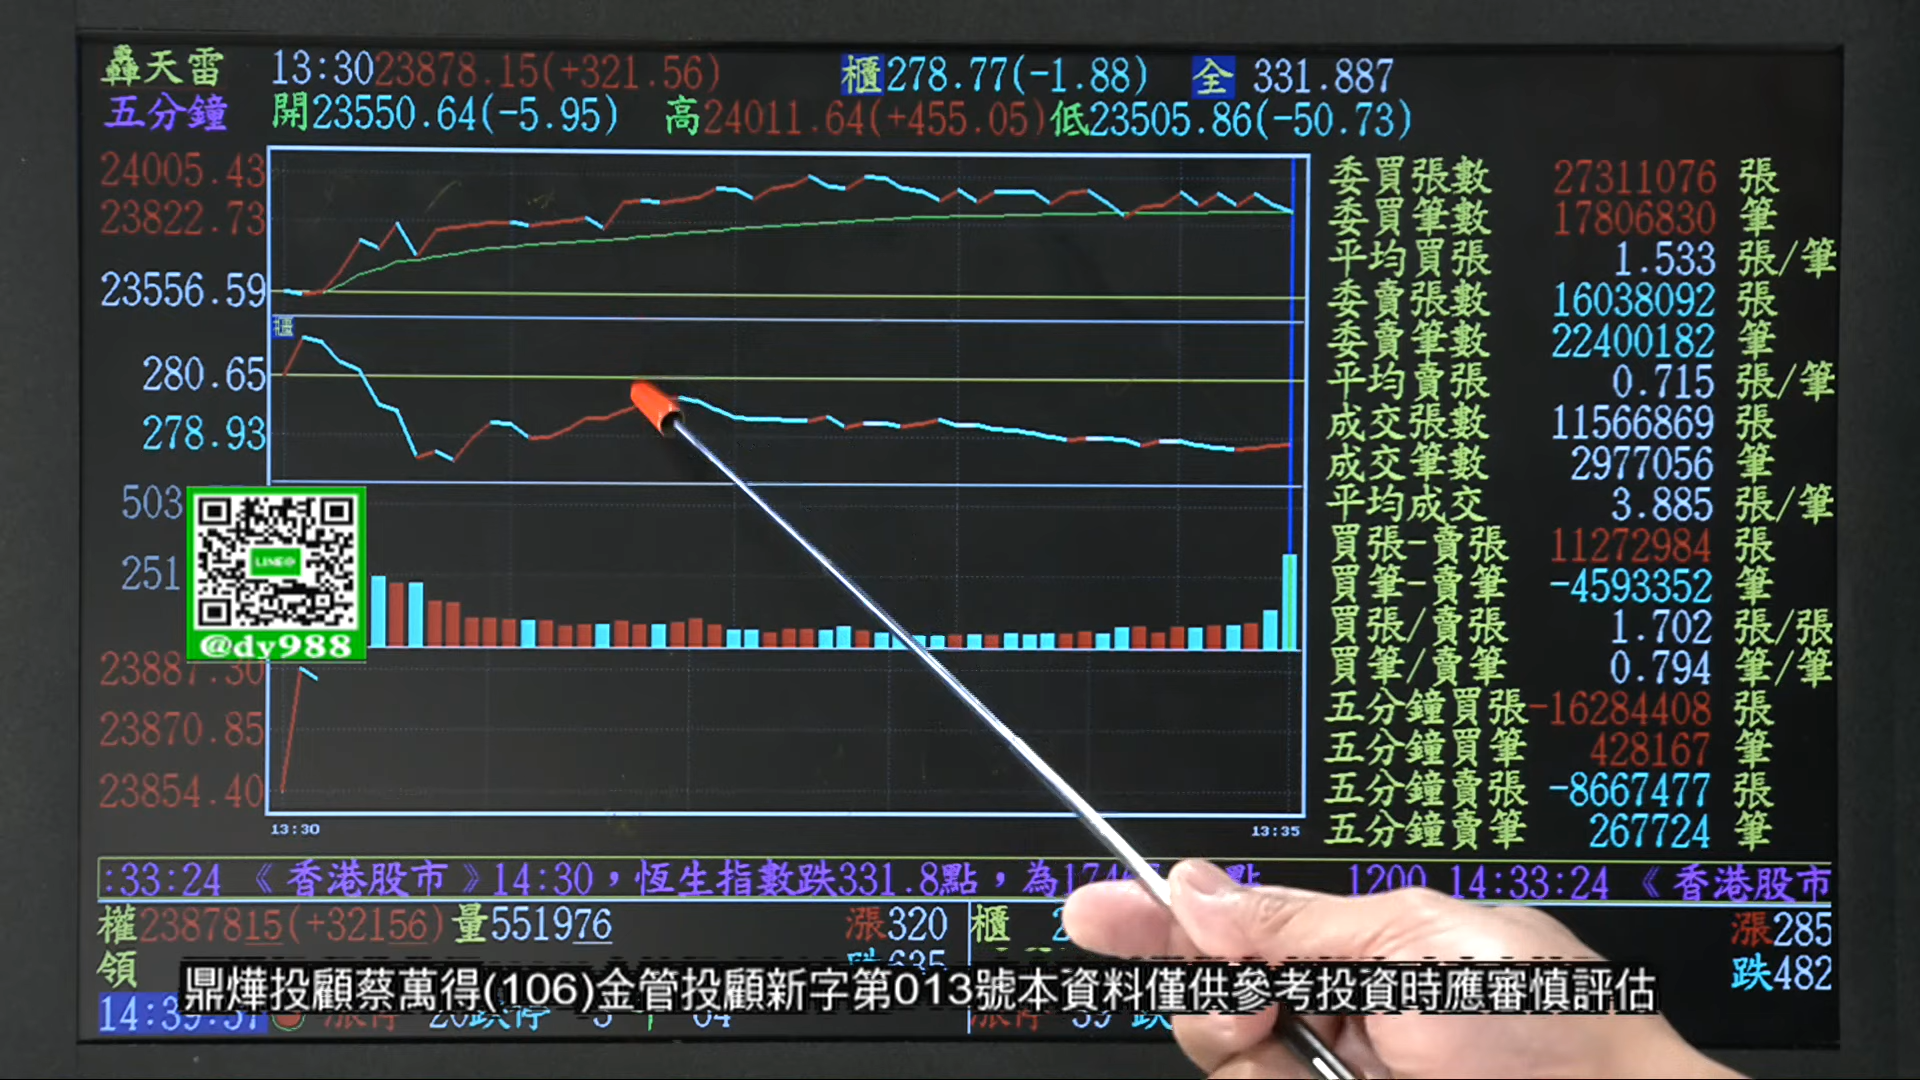 轟天雷 13:30 23878.15(+321.56) 櫃278.77(-1.88) 全 331.887
五分鐘 開23550.64(-5.95) 高24011.64(+455.05) 低23505.86(-50.73)
24005.43
23822.73
23556.59
櫃
280.65
278.93
503
251
LINE@
@dy988
23887.30
23870.85
23854.40
13:30 13:35
委買張數 27311076 張
委買筆數 17806830 筆
平均買張 1.533 張/筆
委賣張數 16038092 張
委賣筆數 22400182 筆
平均賣張 0.715 張/筆
成交張數 11566869 張
成交筆數 2977056 筆
平均成交 3.885 張/筆
買張-賣張 11272984 張
買筆-賣筆 -4593352 筆
買張/賣張 1.702 張/張
買筆/賣筆 0.794 筆/筆
五分鐘買張 -16284408 張
五分鐘買筆 428167 筆
五分鐘賣張 -8667477 張
五分鐘賣筆 267724 筆
:33:24 《香港股市》14:30，恆生指數跌331.8點，為 點 1200 14:33:24 《香港股市
權2387815(+32156) 量551976 漲320 櫃 漲285
領 跌635 跌482
鼎燁投顧蔡萬得(106)金管投顧新字第013號本資料僅供參考投資時應審慎評估